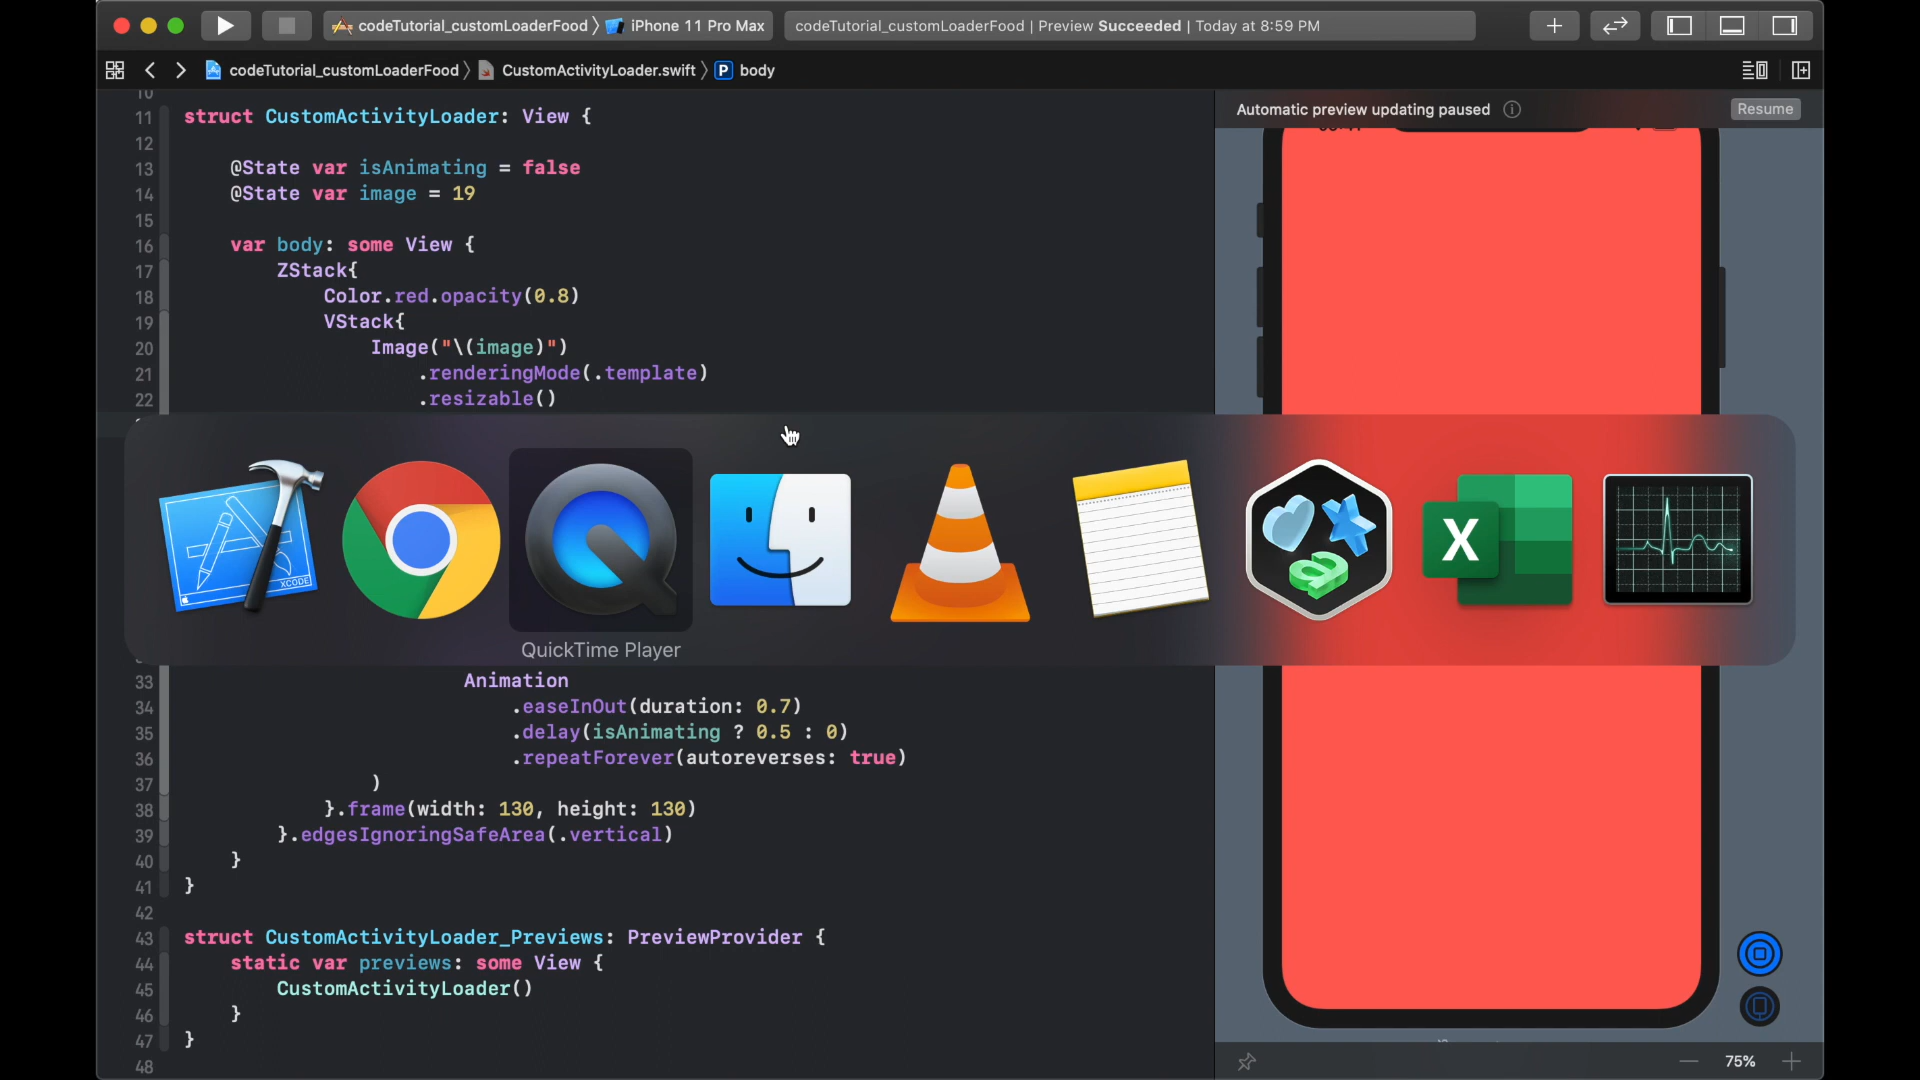 codeTutorial_customLoaderFood 〉 iPhone 11 Pro Max
codeTutorial_customLoaderFood | Preview Succeeded | Today at 8:59 PM
codeTutorial_customLoaderFood 〉 CustomActivityLoader.swift 〉 P body
10
11 struct CustomActivityLoader: View {
12
13 @State var isAnimating = false
14 @State var image = 19
15
16 var body: some View {
17 ZStack{
18 Color.red.opacity(0.8)
19 VStack{
20 Image("\(image)")
21 .renderingMode(.template)
22 .resizable()
Automatic preview updating paused
Resume
XCODE
X
QuickTime Player
33 Animation
34 .easeInOut(duration: 0.7)
35 .delay(isAnimating ? 0.5 : 0)
36 .repeatForever(autoreverses: true)
37 )
38 }.frame(width: 130, height: 130)
39 }.edgesIgnoringSafeArea(.vertical)
40 }
41 }
42
43 struct CustomActivityLoader_Previews: PreviewProvider {
44 static var previews: some View {
45 CustomActivityLoader()
46 }
47 }
48
75%